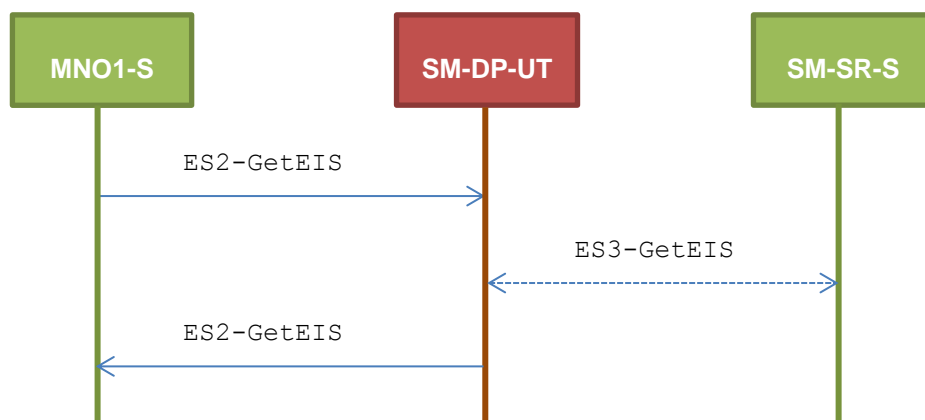 MNO1-S
SM-DP-UT
SM-SR-S
ES2-GetEIS
ES3-GetEIS
ES2-GetEIS